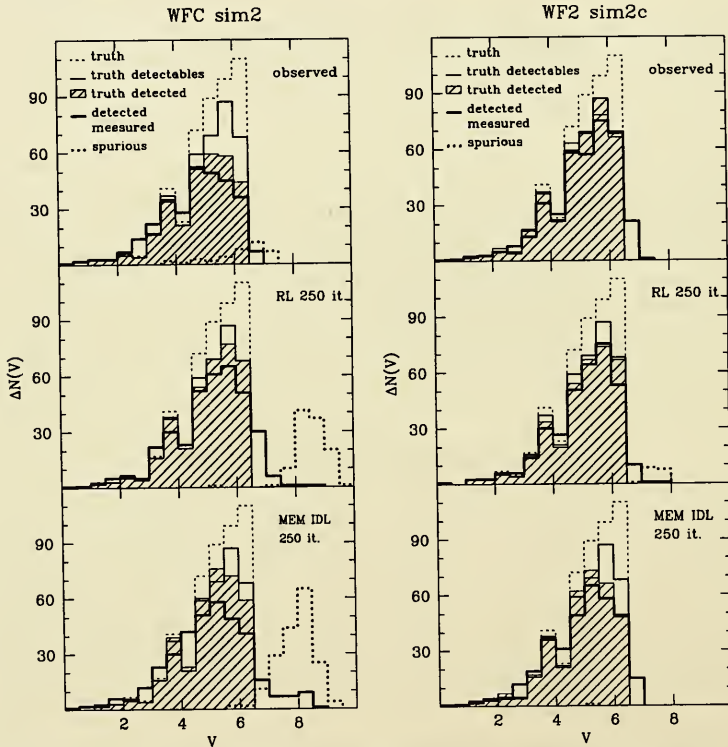 WFC sim2
truth
truth detectables
truth detected
detected
measured
spurious
observed
90
60
30
RL 250 it.
90
60
30
ΔN(V)
MEM IDL
250 it.
90
60
30
2
4
6
8
V
WF2 sim2c
truth
truth detectables
truth detected
detected
measured
spurious
observed
90
60
30
RL 250 it.
90
60
30
ΔN(V)
MEM IDL
250 it.
90
60
30
2
4
6
8
V